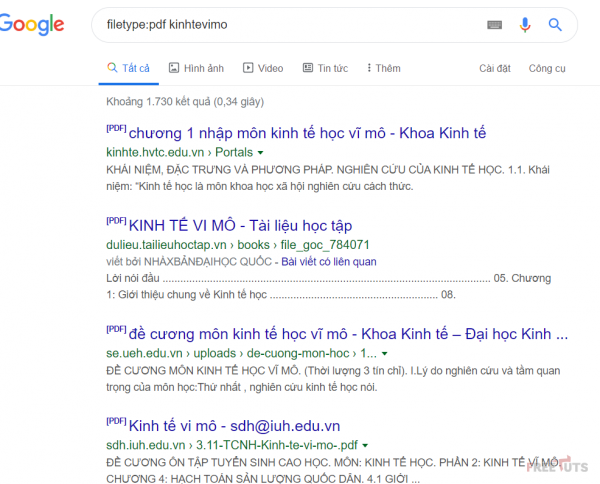 Google
filetype:pdf kinhtevimo
Tất cả Hình ảnh Video Tin tức Thêm Cài đặt Công cụ
Khoảng 1.730 kết quả (0,34 giây)
[PDF] chương 1 nhập môn kinh tế học vĩ mô - Khoa Kinh tế
kinhte.hvtc.edu.vn › Portals
KHÁI NIỆM, ĐẶC TRƯNG VÀ PHƯƠNG PHÁP. NGHIÊN CỨU CỦA KINH TẾ HỌC. 1.1. Khái
niệm: "Kinh tế học là môn khoa học xã hội nghiên cứu cách thức.
[PDF] KINH TẾ VI MÔ - Tài liệu học tập
dulieu.tailieuhoctap.vn › books › file_goc_784071
viết bởi NHÀXBẢNĐẠIHỌC QUỐC - Bài viết có liên quan
Lời nói đầu ........................................................................................................ 05. Chương
1: Giới thiệu chung về Kinh tế học ......................................................... 08.
[PDF] đề cương môn kinh tế học vĩ mô - Khoa Kinh tế – Đại học Kinh ...
se.ueh.edu.vn › uploads › de-cuong-mon-hoc › 1...
ĐỀ CƯƠNG MÔN KINH TẾ HỌC VĨ MÔ. (Thời lượng 3 tín chỉ). I.Lý do nghiên cứu và tầm quan
trọng của môn học:Thứ nhất , nghiên cứu kinh tế học nói.
[PDF] Kinh tế vi mô - sdh@iuh.edu.vn
sdh.iuh.edu.vn › 3.11-TCNH-Kinh-te-vi-mo-.pdf
ĐỀ CƯƠNG ÔN TẬP TUYỂN SINH CAO HỌC. MÔN: KINH TẾ HỌC. PHẦN 2: KINH TẾ VĨ MÔ.
CHƯƠNG 4: HẠCH TOÁN SẢN LƯỢNG QUỐC DÂN. 4.1 GIỚI ...
FREETUTS